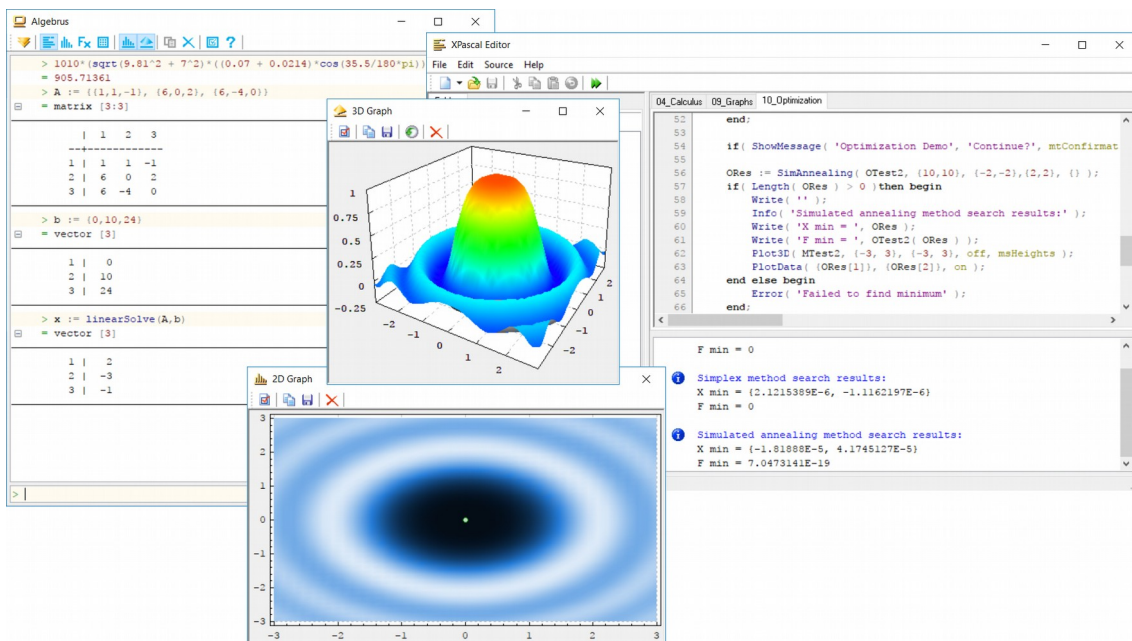 Algebrus
> 1010*(sqrt(9.81^2 + 7^2)*((0.07 + 0.0214)*cos(35.5/180*pi))
= 905.71361
> A := {{1,1,-1}, {6,0,2}, {6,-4,0}}
= matrix [3:3]
| 1 2 3
--+------------
1 | 1 1 -1
2 | 6 0 2
3 | 6 -4 0
> b := {0,10,24}
= vector [3]
1 | 0
2 | 10
3 | 24
> x := linearSolve(A,b)
= vector [3]
1 | 2
2 | -3
3 | -1
>
XPascal Editor
File Edit Source Help
04_Calculus 09_Graphs 10_Optimization
52 end;
53
54 if( ShowMessage( 'Optimization Demo', 'Continue?', mtConfirmat
55
56 ORes := SimAnnealing( OTest2, {10,10}, {-2,-2},{2,2}, {} );
57 if( Length( ORes ) > 0 )then begin
58 Write( '' );
59 Info( 'Simulated annealing method search results:' );
60 Write( 'X min = ', ORes );
61 Write( 'F min = ', OTest2( ORes ) );
62 Plot3D( MTest2, {-3, 3}, {-3, 3}, off, msHeights );
63 PlotData( {ORes[1]}, {ORes[2]}, on );
64 end else begin
65 Error( 'Failed to find minimum' );
66 end;
F min = 0
Simplex method search results:
X min = {2.1215389E-6, -1.1162197E-6}
F min = 0
Simulated annealing method search results:
X min = {-1.81888E-5, 4.1745127E-5}
F min = 7.0473141E-19
3D Graph
1
0.75
0.5
0.25
0
-0.25
-2 -1 0 1 2
-2 -1 0 1 2
2D Graph
3
2
1
0
-1
-2
-3
-3 -2 -1 0 1 2 3